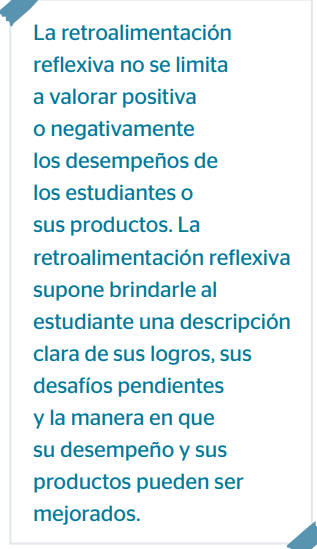 La retroalimentación
reflexiva no se limita
a valorar positiva
o negativamente
los desempeños de
los estudiantes o
sus productos. La
retroalimentación reflexiva
supone brindarle al
estudiante una descripción
clara de sus logros, sus
desafíos pendientes
y la manera en que
su desempeño y sus
productos pueden ser
mejorados.